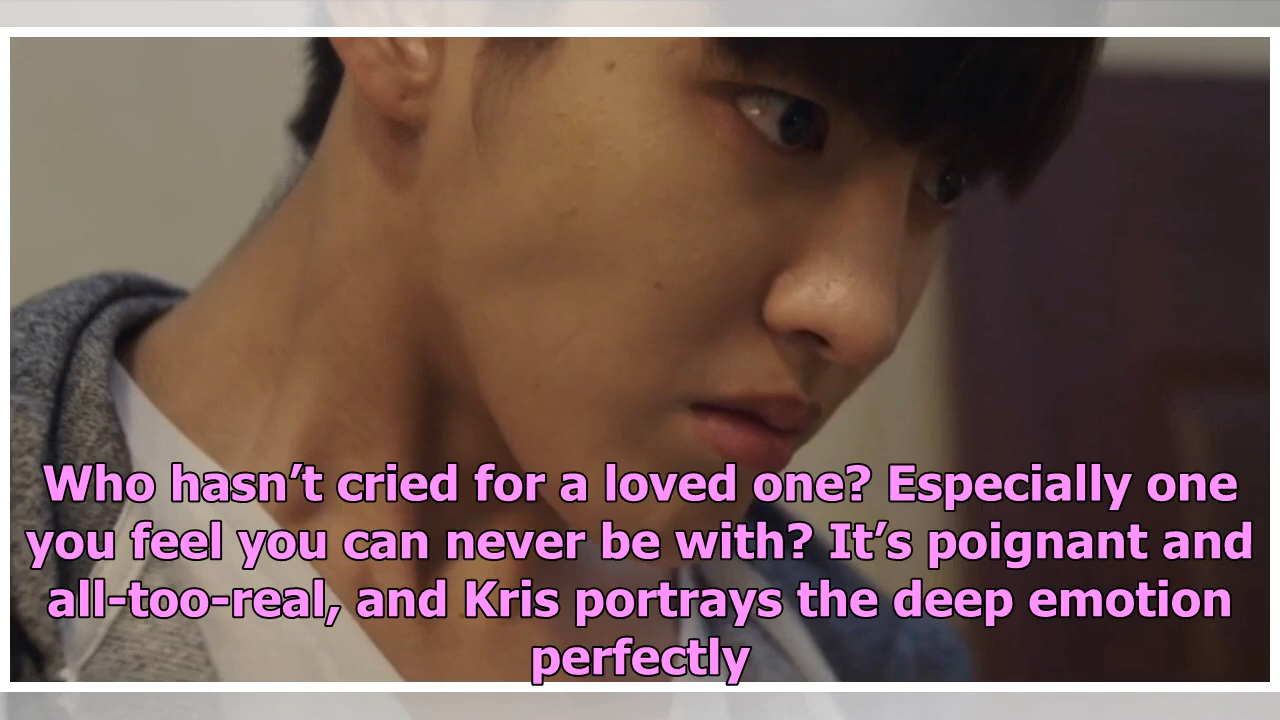 Who hasn’t cried for a loved one? Especially one
you feel you can never be with? It’s poignant and
all-too-real, and Kris portrays the deep emotion
perfectly